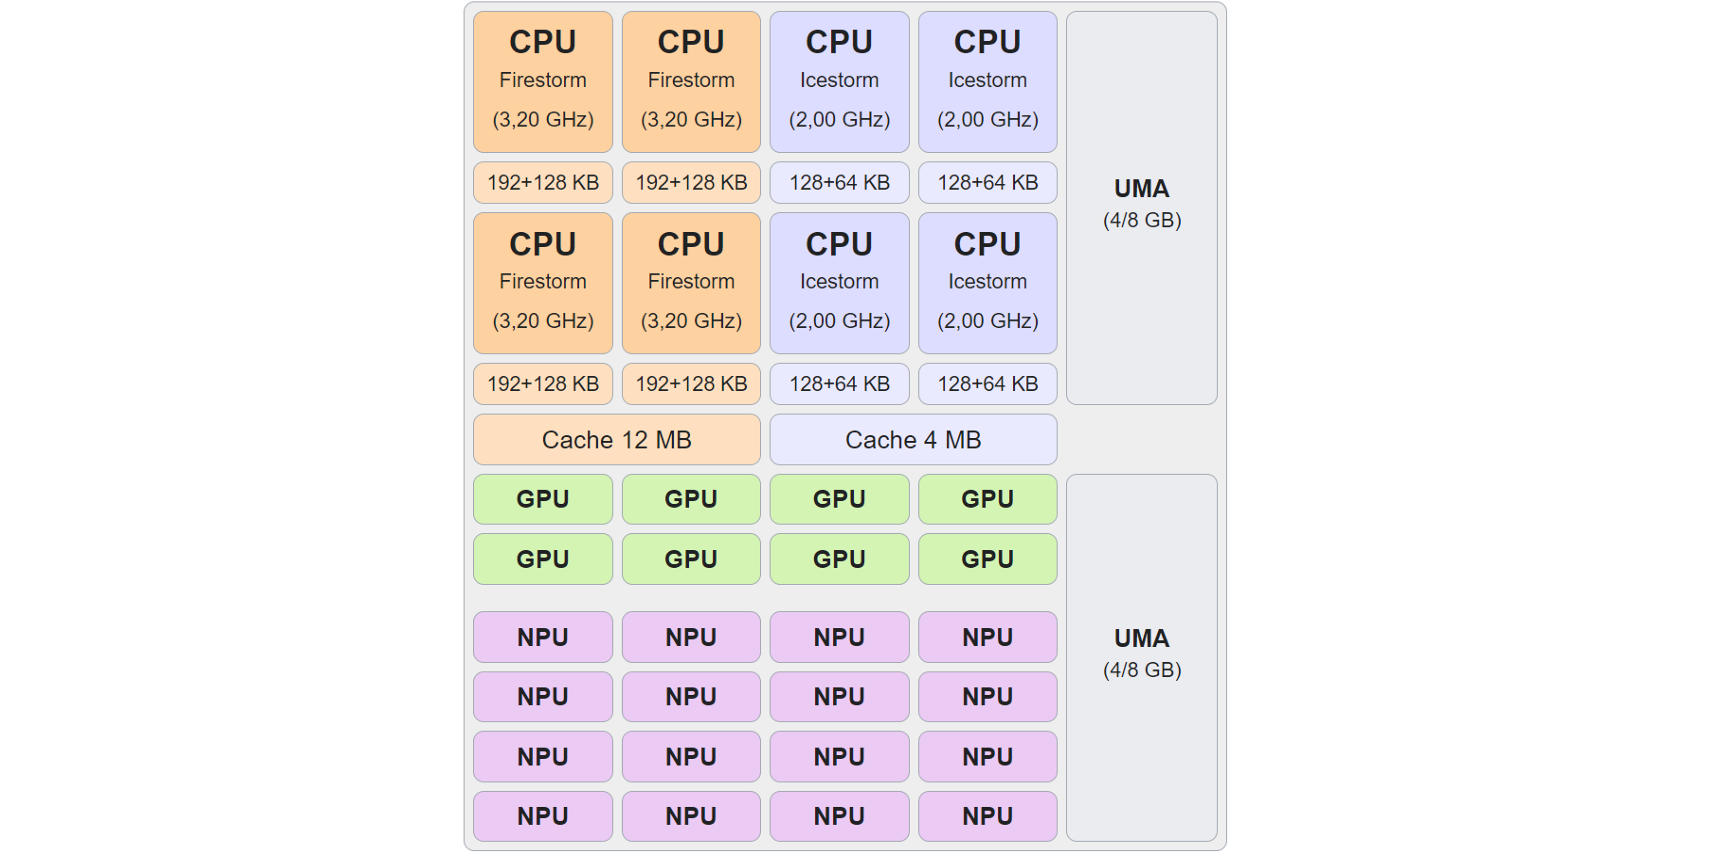 CPU CPU CPU CPU
Firestorm Firestorm Icestorm Icestorm
(3,20 GHz) (3,20 GHz) (2,00 GHz) (2,00 GHz)
192+128 KB 192+128 KB 128+64 KB 128+64 KB
UMA
(4/8 GB)
CPU CPU CPU CPU
Firestorm Firestorm Icestorm Icestorm
(3,20 GHz) (3,20 GHz) (2,00 GHz) (2,00 GHz)
192+128 KB 192+128 KB 128+64 KB 128+64 KB
Cache 12 MB Cache 4 MB
GPU GPU GPU GPU
GPU GPU GPU GPU
NPU NPU NPU NPU
UMA
(4/8 GB)
NPU NPU NPU NPU
NPU NPU NPU NPU
NPU NPU NPU NPU